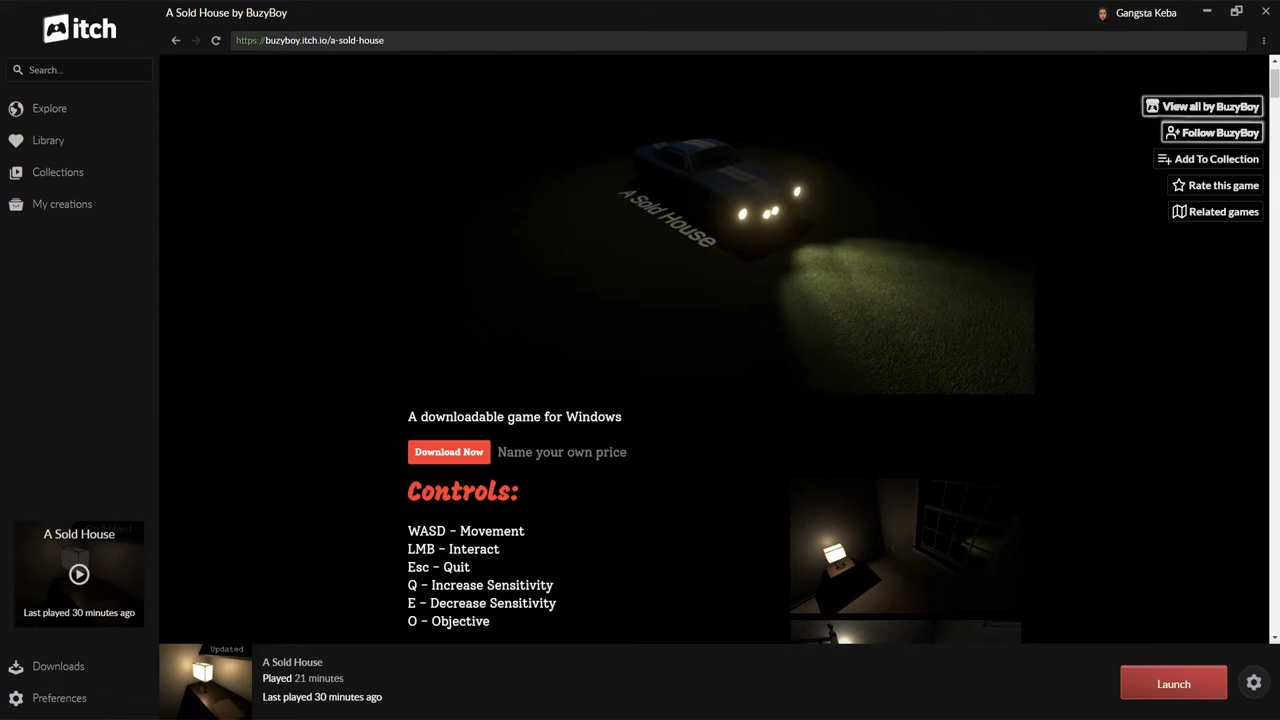 A Sold House by BuzyBoy
Gangsta Keba
itch
https://buzyboy.itch.io/a-sold-house
Search...
Explore
Library
Collections
My creations
View all by BuzyBoy
Follow BuzyBoy
Add To Collection
Rate this game
Related games
A Sold House
A downloadable game for Windows
Download Now
Name your own price
Controls:
WASD – Movement
LMB – Interact
Esc – Quit
Q – Increase Sensitivity
E – Decrease Sensitivity
O – Objective
Updated
A Sold House
Last played 30 minutes ago
Downloads
Preferences
Updated
A Sold House
Played 21 minutes
Last played 30 minutes ago
Launch